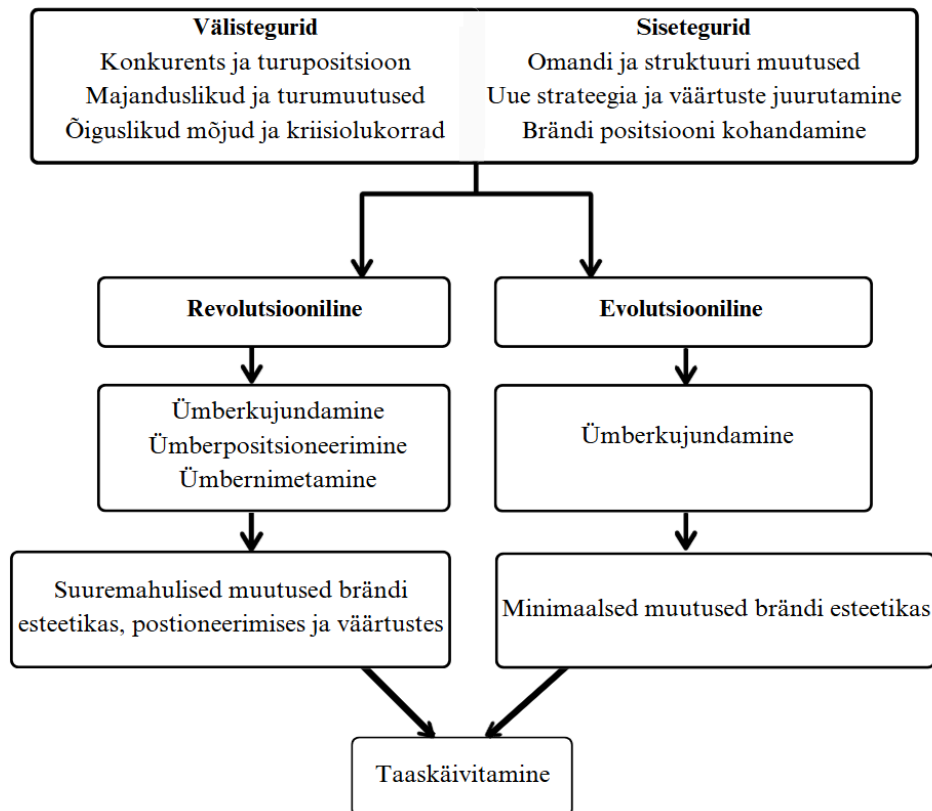 Välistegurid
Konkurents ja turupositsioon
Majanduslikud ja turumuutused
Õiguslikud mõjud ja kriisiolukorrad
Sisetegurid
Omandi ja struktuuri muutused
Uue strateegia ja väärtuste juurutamine
Brändi positsiooni kohandamine
Revolutsiooniline
Evolutsiooniline
Ümberkujundamine
Ümberpositsioneerimine
Ümbernimetamine
Ümberkujundamine
Suuremahulised muutused brändi
esteetikas, postioneerimises ja väärtustes
Minimaalsed muutused brändi esteetikas
Taaskäivitamine